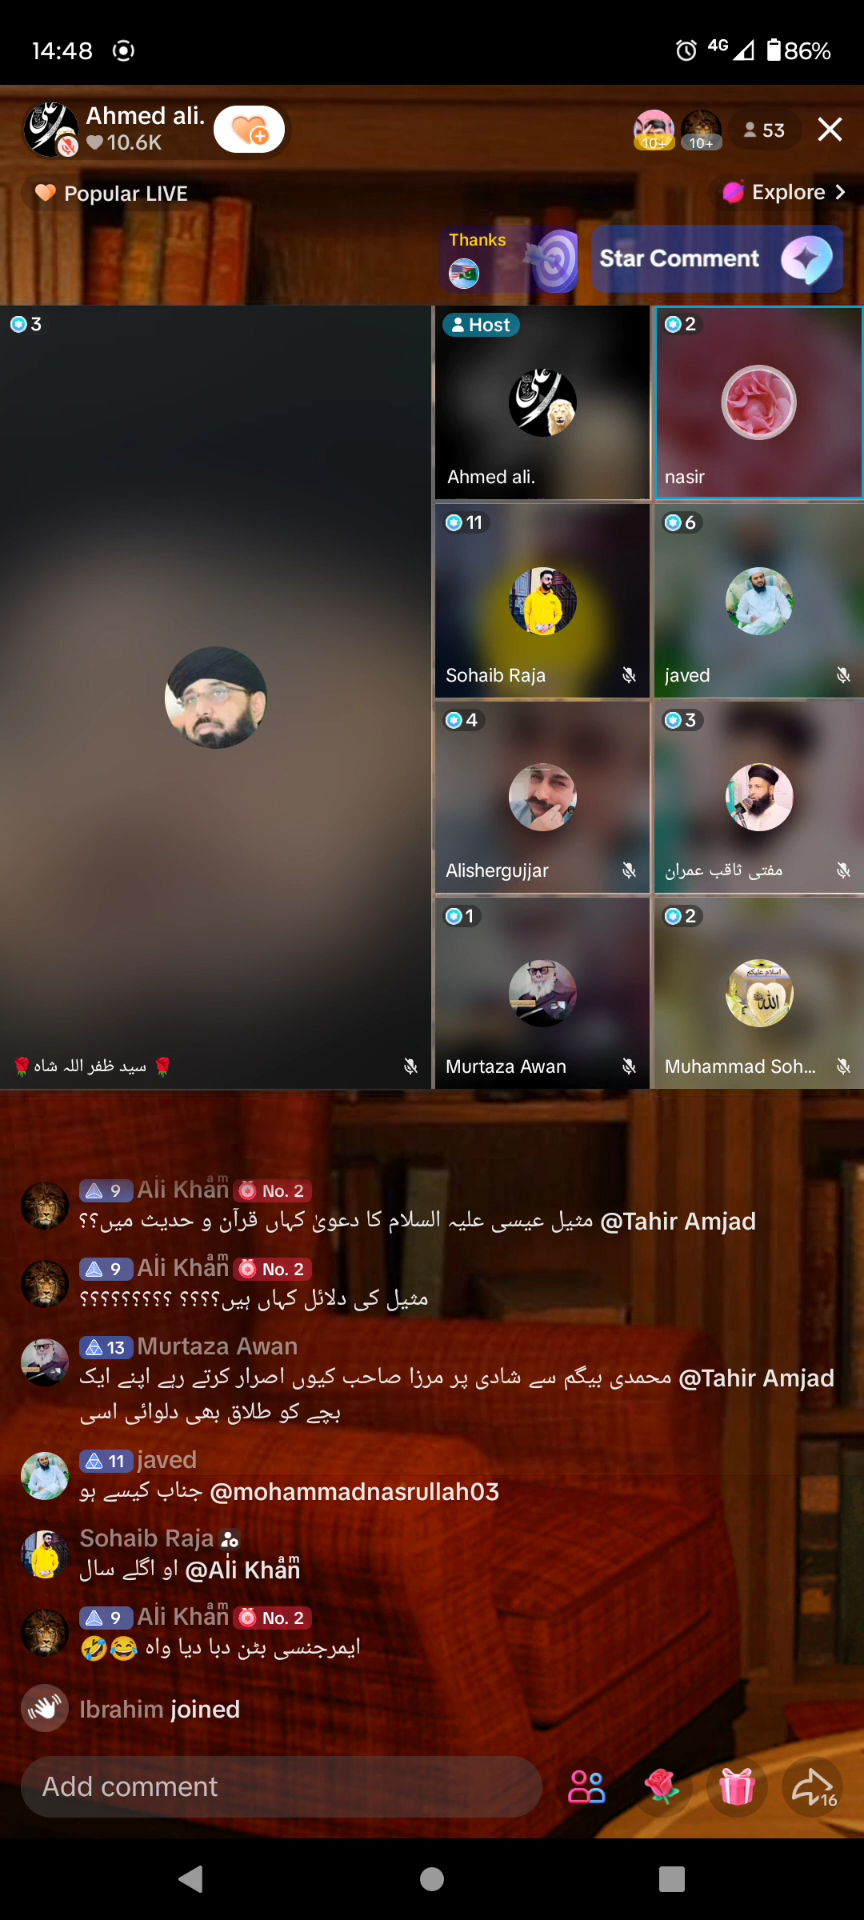 14:48
4G 86%
Ahmed ali.
10.6K
10+
10+
53
Popular LIVE
Explore
Thanks
Star Comment
3
Host
2
Ahmed ali.
nasir
11
6
Sohaib Raja
javed
4
3
Alishergujjar
مفتی ثاقب عمران
1
2
اسلام علیکم
الله
🌹 سید ظفر اللہ شاہ🌹
Murtaza Awan
Muhammad Soh...
9 Ali Khan No. 2
@Tahir Amjad مثیل عیسی علیہ السلام کا دعویٰ کہاں قرآن و حدیث میں؟؟
9 Ali Khan No. 2
مثیل کی دلائل کہاں ہیں؟؟؟؟ ؟؟؟؟؟؟؟؟؟
13 Murtaza Awan
@Tahir Amjad محمدی بیگم سے شادی پر مرزا صاحب کیوں اصرار کرتے رہے اپنے ایک
بچے کو طلاق بھی دلوائی اسی
11 javed
@mohammadnasrullah03 جناب کیسے ہو
Sohaib Raja
@Ali Khan او اگلے سال
9 Ali Khan No. 2
ایمرجنسی بٹن دبا دیا واہ 😂🤣
Ibrahim joined
Add comment
16